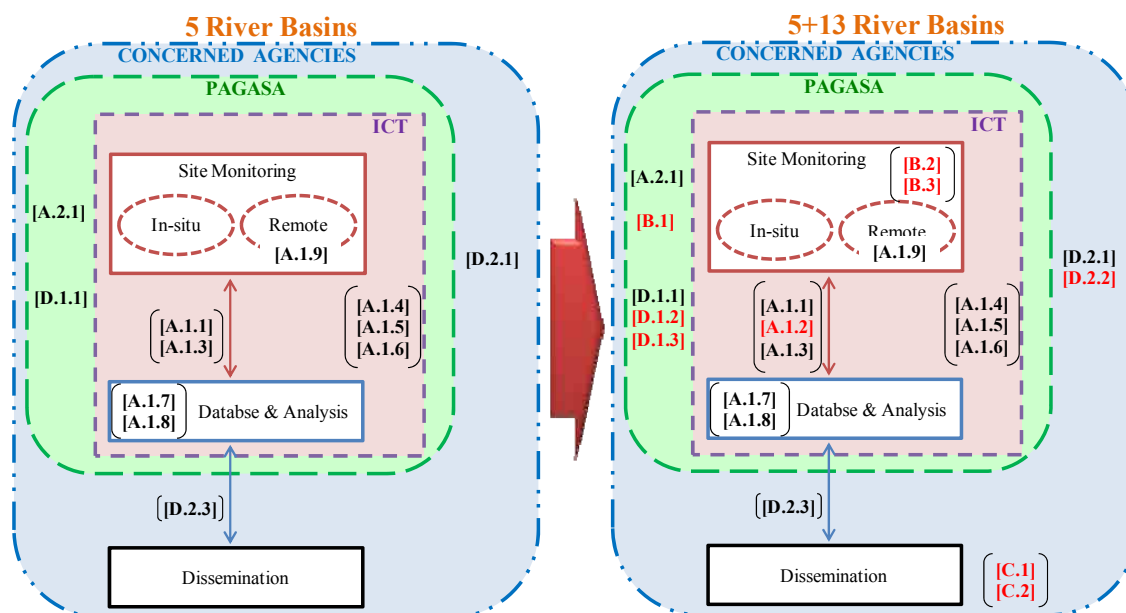 5 River Basins
CONCERNED AGENCIES
PAGASA
ICT
Site Monitoring
In-situ
Remote
[A.1.9]
[A.2.1]
[D.1.1]
[D.2.1]
[A.1.1]
[A.1.3]
[A.1.4]
[A.1.5]
[A.1.6]
[A.1.7]
[A.1.8]
Databse & Analysis
[D.2.3]
Dissemination
5+13 River Basins
CONCERNED AGENCIES
PAGASA
ICT
Site Monitoring
[B.2]
[B.3]
In-situ
Remote
[A.1.9]
[A.2.1]
[B.1]
[D.1.1]
[D.1.2]
[D.1.3]
[D.2.1]
[D.2.2]
[A.1.1]
[A.1.2]
[A.1.3]
[A.1.4]
[A.1.5]
[A.1.6]
[A.1.7]
[A.1.8]
Databse & Analysis
[D.2.3]
Dissemination
[C.1]
[C.2]